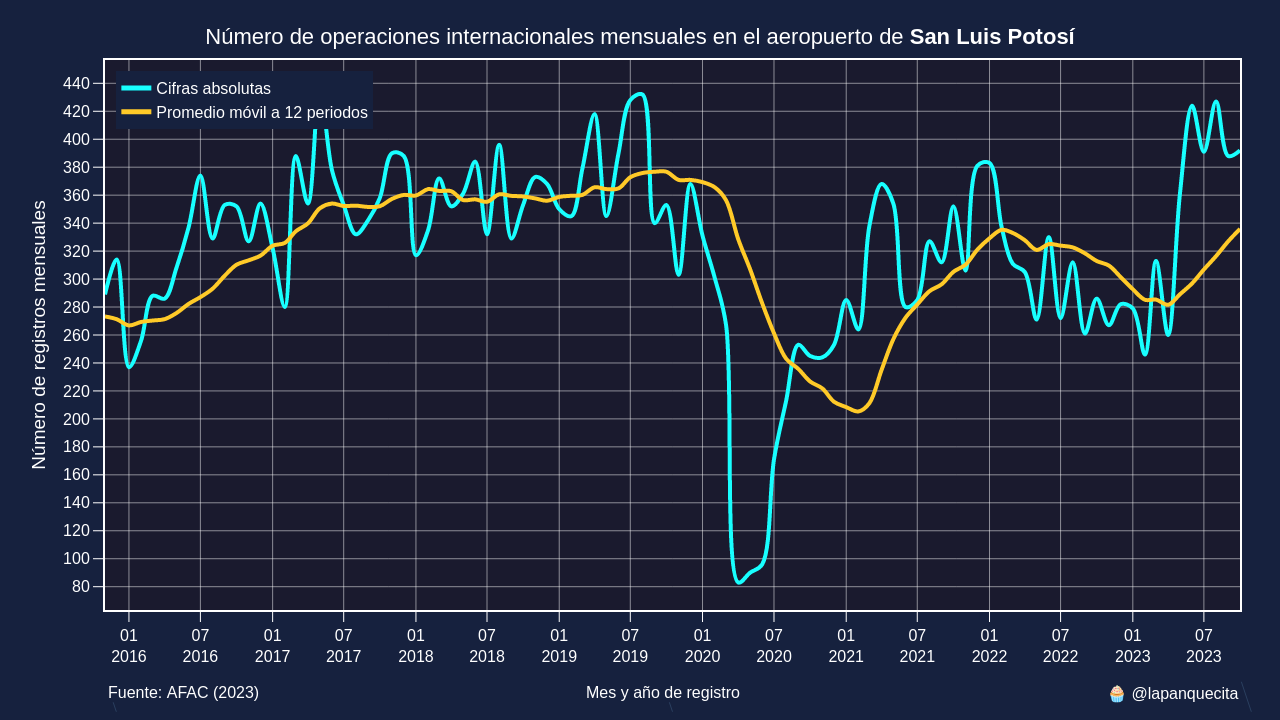 Número de operaciones internacionales mensuales en el aeropuerto de San Luis Potosí
Cifras absolutas
Promedio móvil a 12 periodos
Número de registros mensuales
440
420
400
380
360
340
320
300
280
260
240
220
200
180
160
140
120
100
80
01 07 01 07 01 07 01 07 01 07 01 07 01 07 01 07
2016 2016 2017 2017 2018 2018 2019 2019 2020 2020 2021 2021 2022 2022 2023 2023
Fuente: AFAC (2023) Mes y año de registro 🧁 @lapanquecita